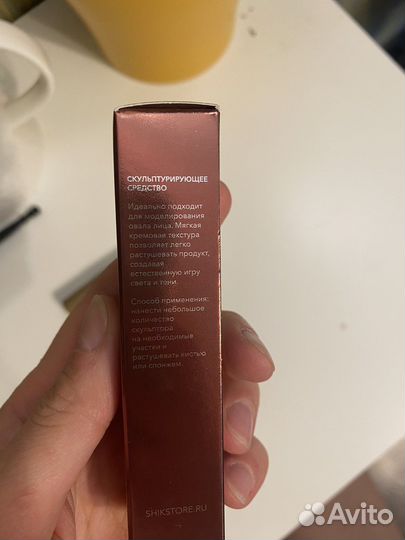 СКУЛЬПТУРИРУЮЩЕЕ
СРЕДСТВО
Идеально подходит
для моделирования
овала лица. Мягкая
кремовая текстура
позволяет легко
растушевать продукт,
создавая
естественную игру
света и тени.
Способ применения:
нанести небольшое
количество
скульптора
на необходимые
участки и
растушевать кистью
или спонжем.
SHIKSTORE.RU
Avito